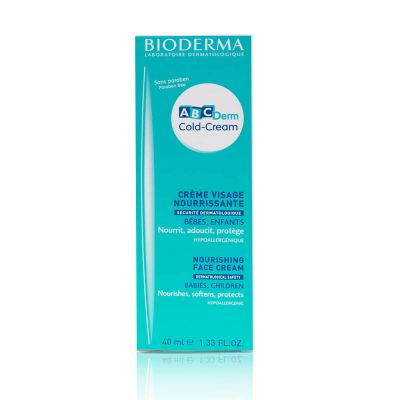 BIODERMA
LABORATOIRE DERMATOLOGIQUE
Sans paraben
Paraben free
ABCDerm
Cold-Cream
CRÈME VISAGE
NOURRISSANTE
SÉCURITÉ DERMATOLOGIQUE
BÉBÉS, ENFANTS
Nourrit, adoucit, protège
HYPOALLERGÉNIQUE
NOURISHING
FACE CREAM
DERMATOLOGICAL SAFETY
BABIES, CHILDREN
Nourishes, softens, protects
HYPOALLERGENIC
40 ml e 1.33 FL.OZ.